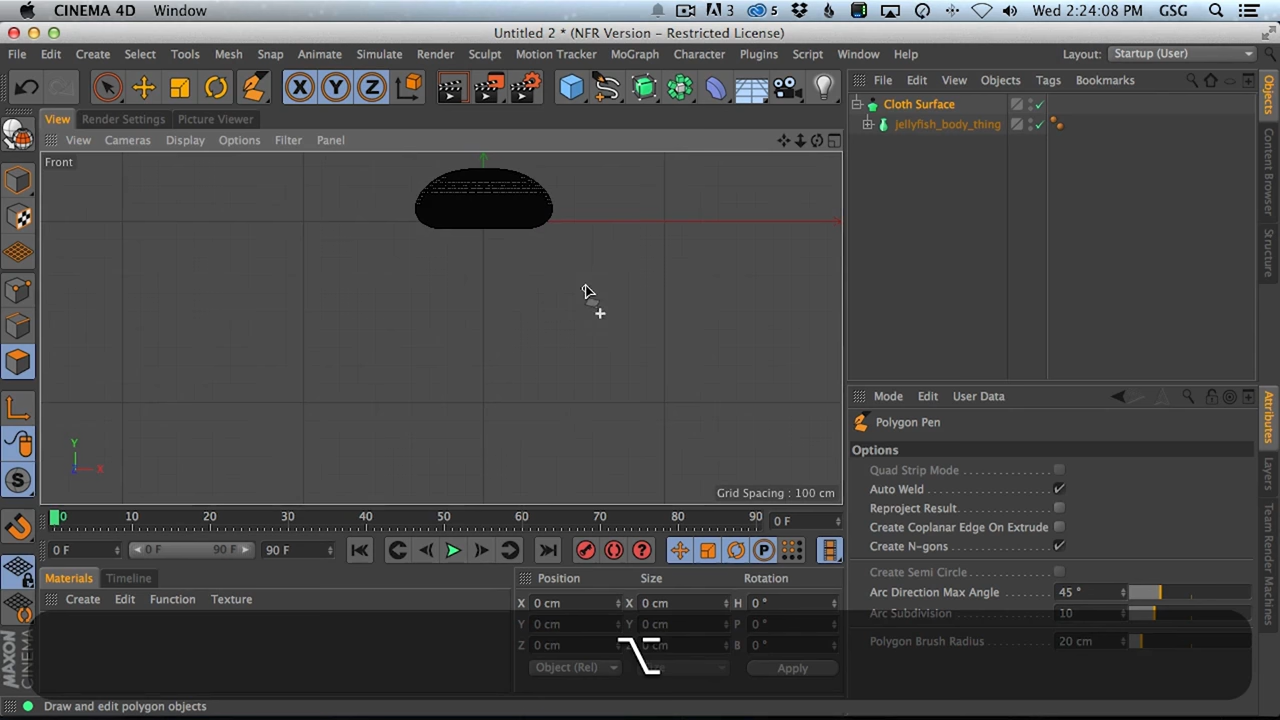 CINEMA 4D Window 3 5 Wed 2:24:08 PM GSG
Untitled 2 * (NFR Version - Restricted License)
File Edit Create Select Tools Mesh Snap Animate Simulate Render Sculpt Motion Tracker MoGraph Character Plugins Script Window Help Layout: Startup (User)
X Y Z
File Edit View Objects Tags Bookmarks
View Render Settings Picture Viewer
View Cameras Display Options Filter Panel
Cloth Surface
jellyfish_body_thing
Objects
Content Browser
Structure
Front
Y
X
Grid Spacing : 100 cm
Mode Edit User Data
Polygon Pen
Options
Quad Strip Mode
Auto Weld
Reproject Result
Create Coplanar Edge On Extrude
Create N-gons
Create Semi Circle
Arc Direction Max Angle 45 °
Arc Subdivision 10
Polygon Brush Radius 20 cm
Attributes
Layers
Team Render Machines
S
0 10 20 30 40 50 60 70 80 90 0 F
0 F 0 F 90 F 90 F P
Materials Timeline
Create Edit Function Texture
Position Size Rotation
X 0 cm X 0 cm H 0 °
Y 0 cm Y 0 cm P 0 °
Z 0 cm Z 0 cm B 0 °
Object (Rel) Apply
⌥
MAXON
CINEMA 4D
Draw and edit polygon objects